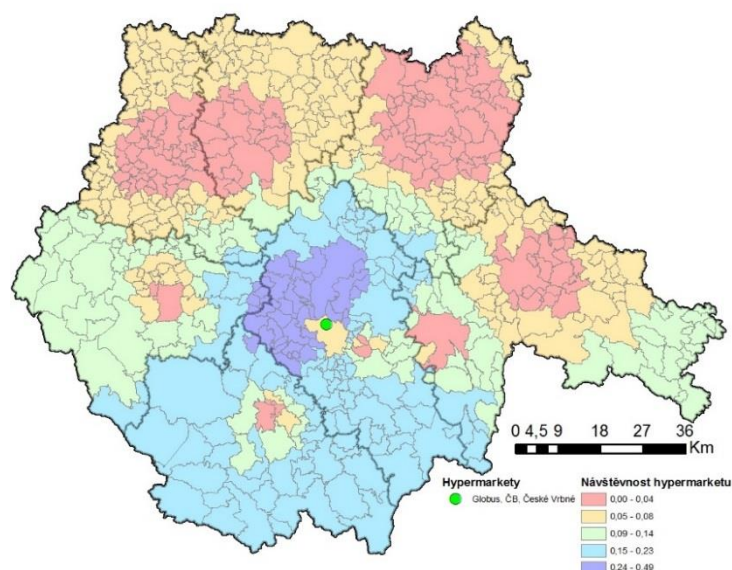 0 4,5 9 18 27 36
Km
Hypermarkety
Globus, ČB, České Vrbné
Návštěvnost hypermarketu
0,00 - 0,04
0,05 - 0,08
0,09 - 0,14
0,15 - 0,23
0,24 - 0,49